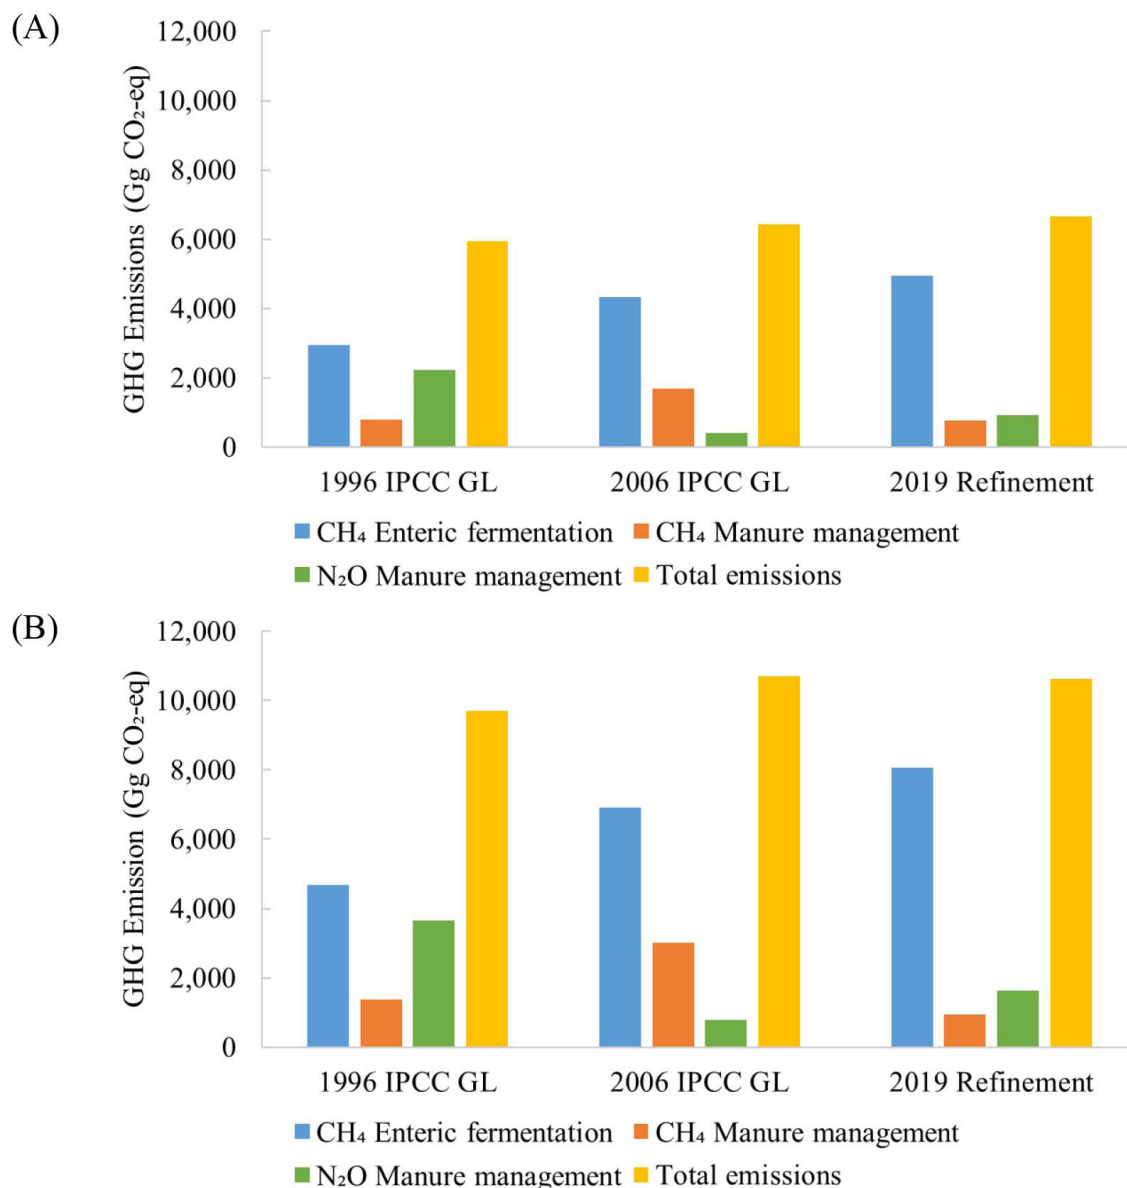 (A)
GHG Emissions (Gg CO₂-eq)
12,000
10,000
8,000
6,000
4,000
2,000
0
1996 IPCC GL 2006 IPCC GL 2019 Refinement
CH₄ Enteric fermentation CH₄ Manure management
N₂O Manure management Total emissions
(B)
GHG Emission (Gg CO₂-eq)
12,000
10,000
8,000
6,000
4,000
2,000
0
1996 IPCC GL 2006 IPCC GL 2019 Refinement
CH₄ Enteric fermentation CH₄ Manure management
N₂O Manure management Total emissions